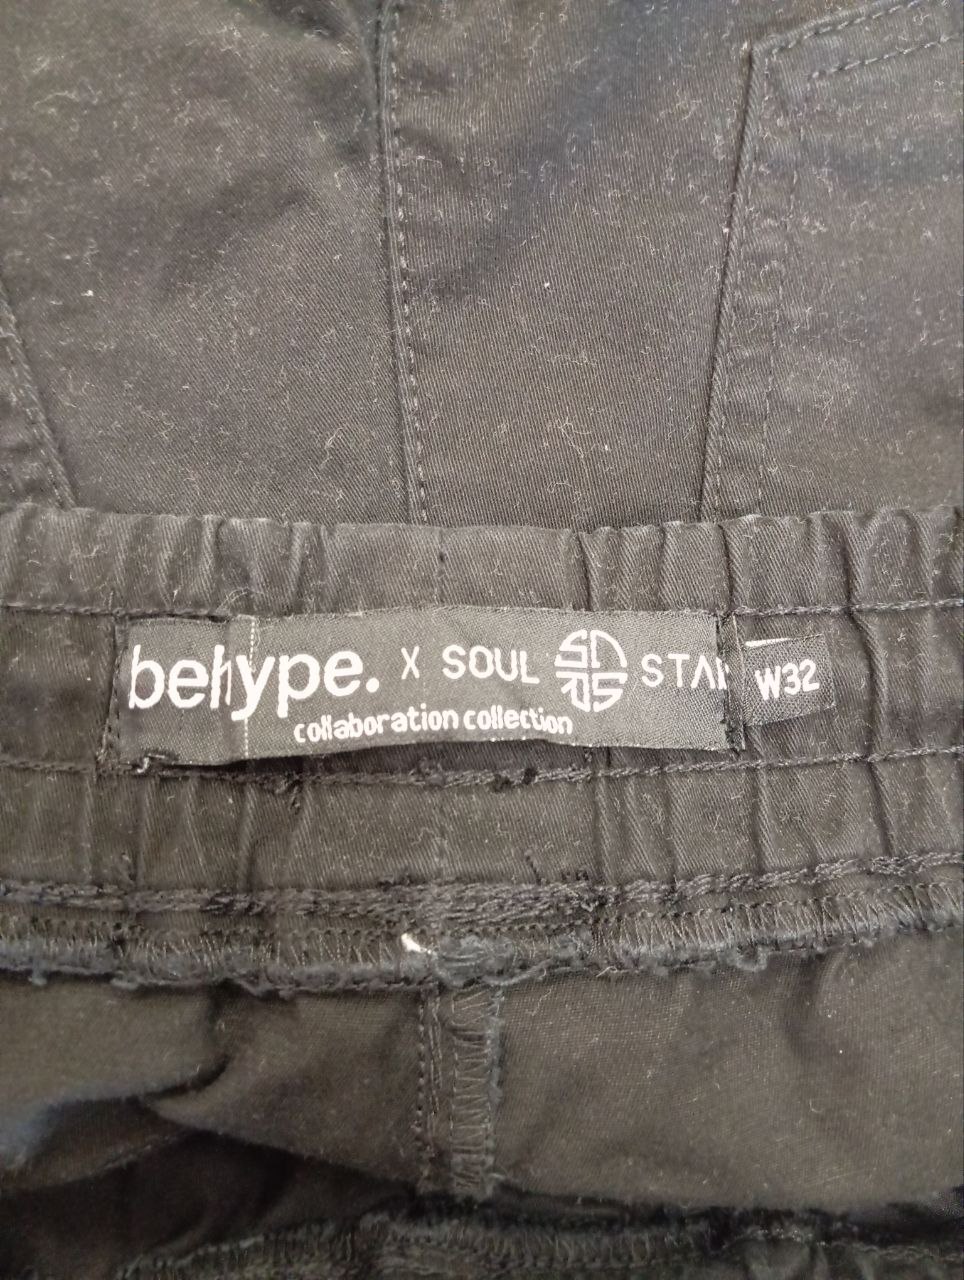 behype. X SOUL STAR
collaboration collection
W32